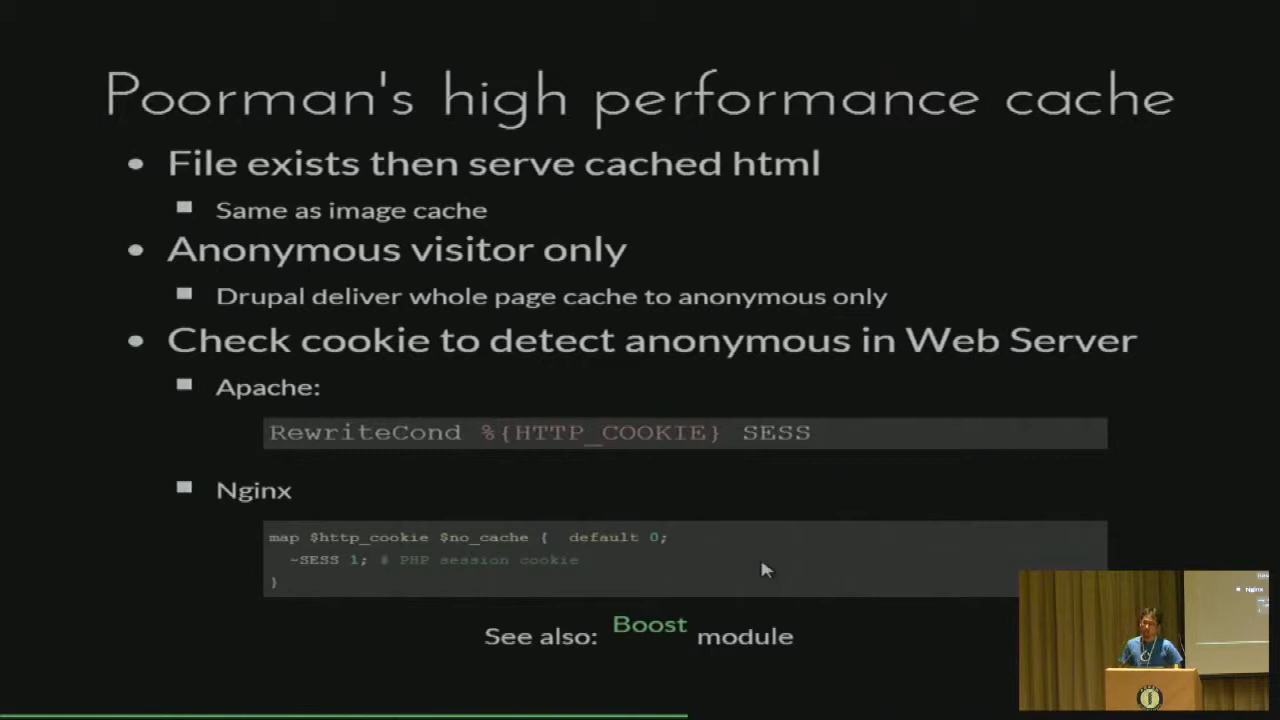 Poorman's high performance cache
File exists then serve cached html
Same as image cache
Anonymous visitor only
Drupal deliver whole page cache to anonymous only
Check cookie to detect anonymous in Web Server
Apache:
RewriteCond %{HTTP_COOKIE} SESS
Nginx
map $http_cookie $no_cache {  default 0;
~SESS 1; # PHP session cookie
}
See also: Boost module
Nginx